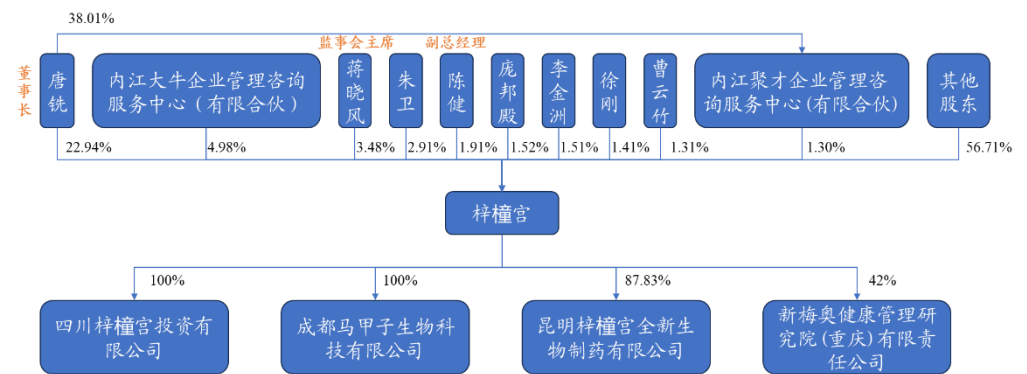 38.01%
监事会主席
副总经理
董事长
唐铣
内江大牛企业管理咨询
服务中心（有限合伙）
蒋晓风
朱卫
陈健
庞邦殿
李金洲
徐刚
曹云竹
内江聚才企业管理咨
询服务中心(有限合伙)
其他
股东
22.94%
4.98%
3.48%
2.91%
1.91%
1.52%
1.51%
1.41%
1.31%
1.30%
56.71%
梓橦宫
100%
100%
87.83%
42%
四川梓橦宫投资有
限公司
成都马甲子生物科
技有限公司
昆明梓橦宫全新生
物制药有限公司
新梅奥健康管理研
究院(重庆)有限责
任公司